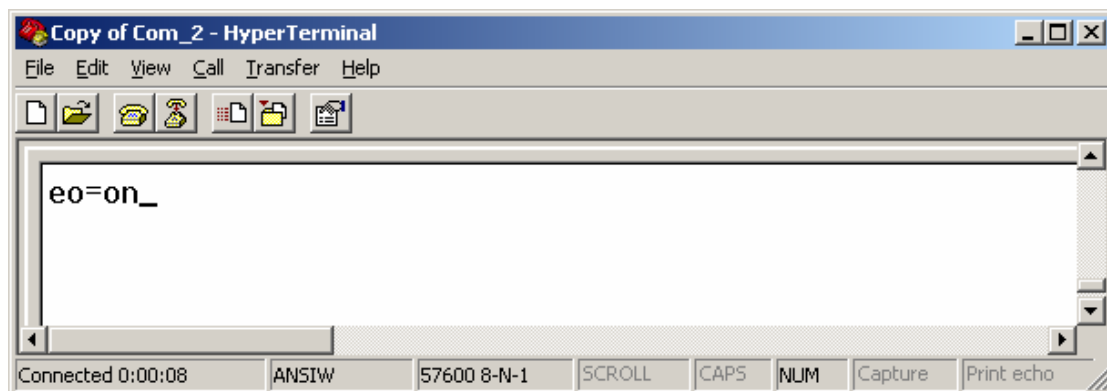 Copy of Com_2 - HyperTerminal
File Edit View Call Transfer Help
eo=on_
Connected 0:00:08 ANSIW 57600 8-N-1 SCROLL CAPS NUM Capture Print echo